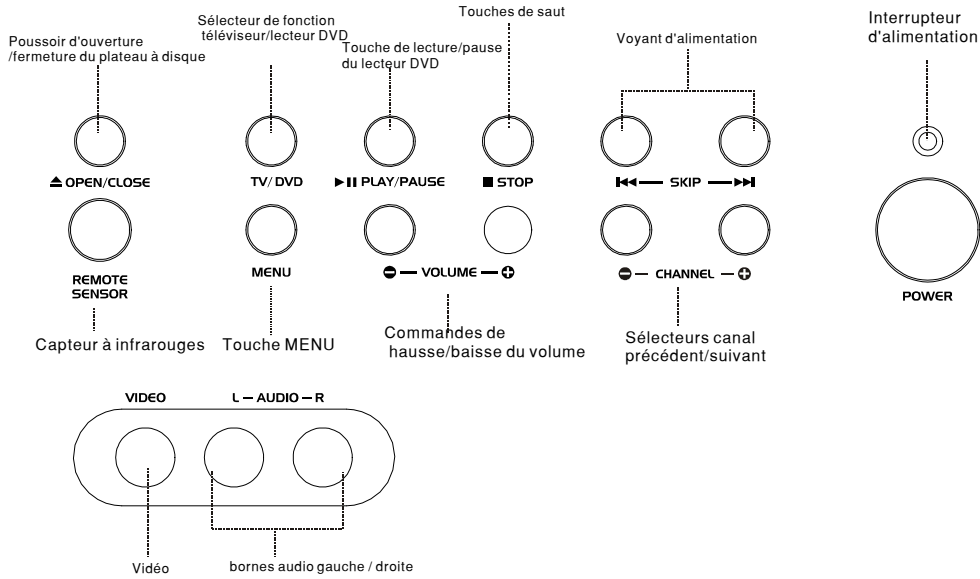 Touches de saut
Interrupteur
d'alimentation
Sélecteur de fonction
téléviseur/lecteur DVD
Poussoir d'ouverture
/fermeture du plateau à disque
Touche de lecture/pause
du lecteur DVD
Voyant d'alimentation
OPEN/CLOSE
TV/DVD
PLAY/PAUSE
STOP
SKIP
REMOTE
SENSOR
MENU
VOLUME
CHANNEL
POWER
Capteur à infrarouges
Touche MENU
Commandes de
hausse/baisse du volume
Sélecteurs canal
précédent/suivant
VIDEO
L – AUDIO – R
Vidéo
bornes audio gauche / droite